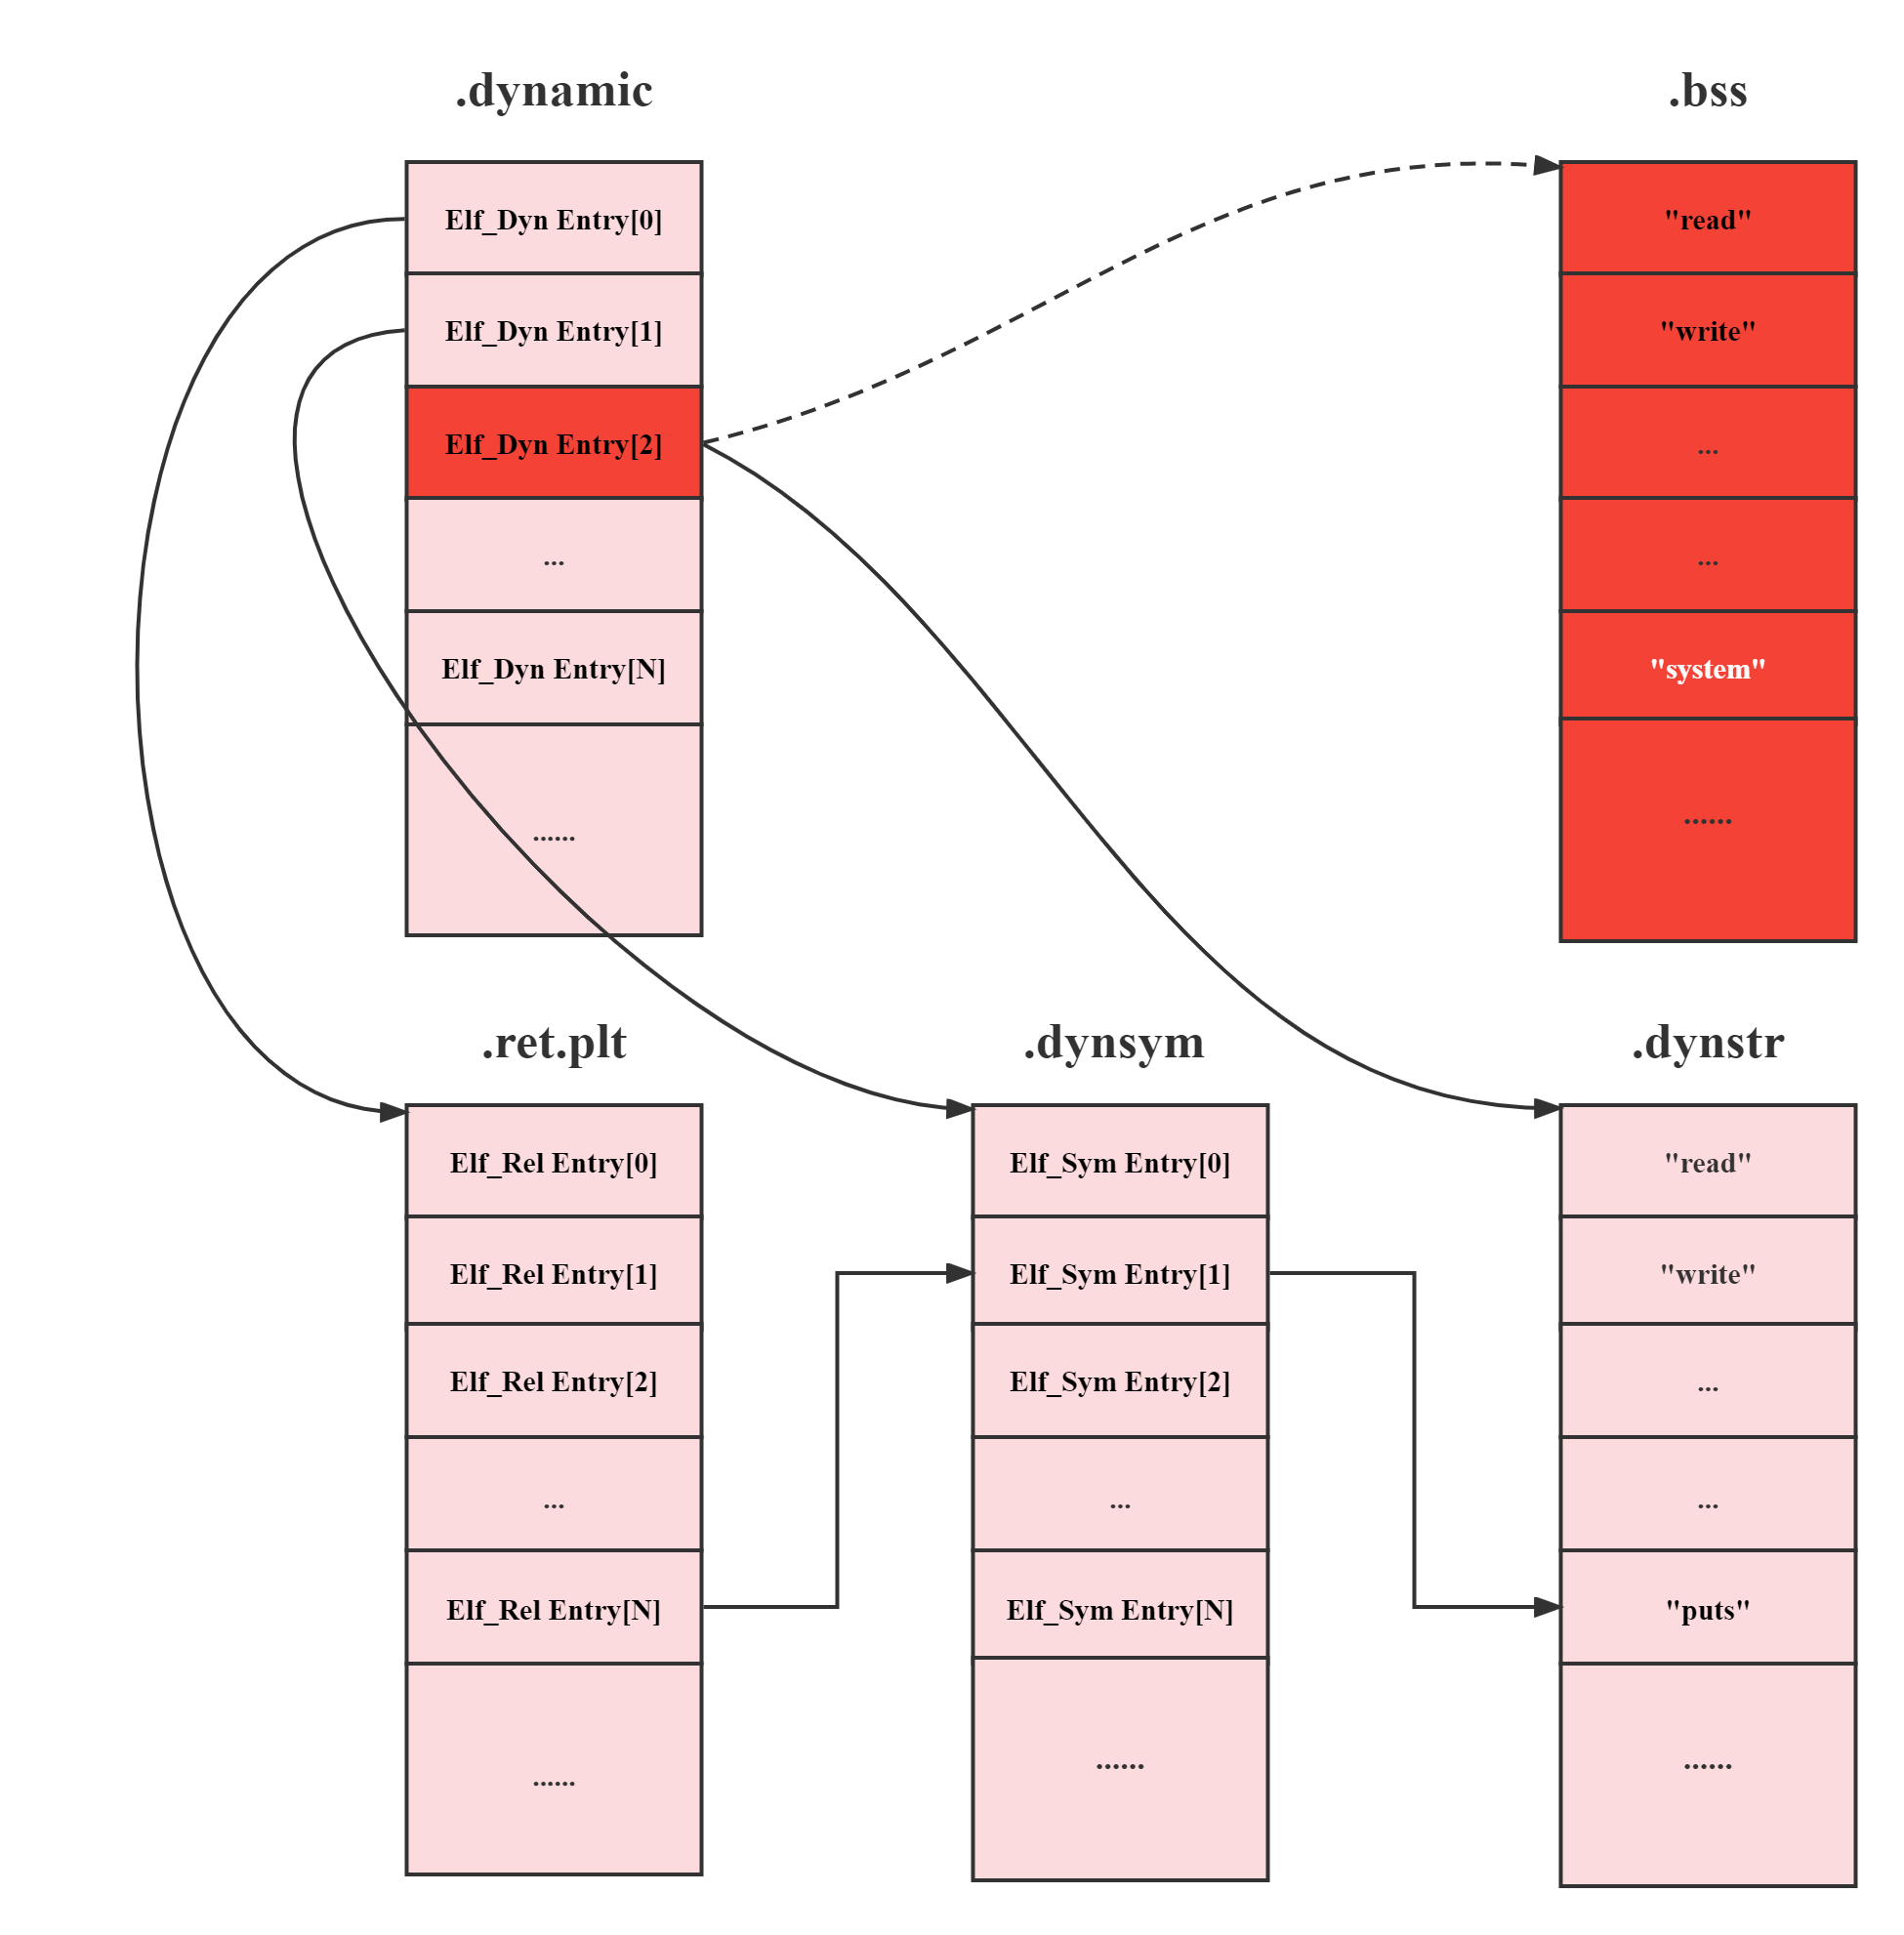 .dynamic
Elf_Dyn Entry[0]
Elf_Dyn Entry[1]
Elf_Dyn Entry[2]
...
Elf_Dyn Entry[N]
......
.bss
"read"
"write"
...
...
"system"
......
.ret.plt
Elf_Rel Entry[0]
Elf_Rel Entry[1]
Elf_Rel Entry[2]
...
Elf_Rel Entry[N]
......
.dynsym
Elf_Sym Entry[0]
Elf_Sym Entry[1]
Elf_Sym Entry[2]
...
Elf_Sym Entry[N]
......
.dynstr
"read"
"write"
...
...
"puts"
......